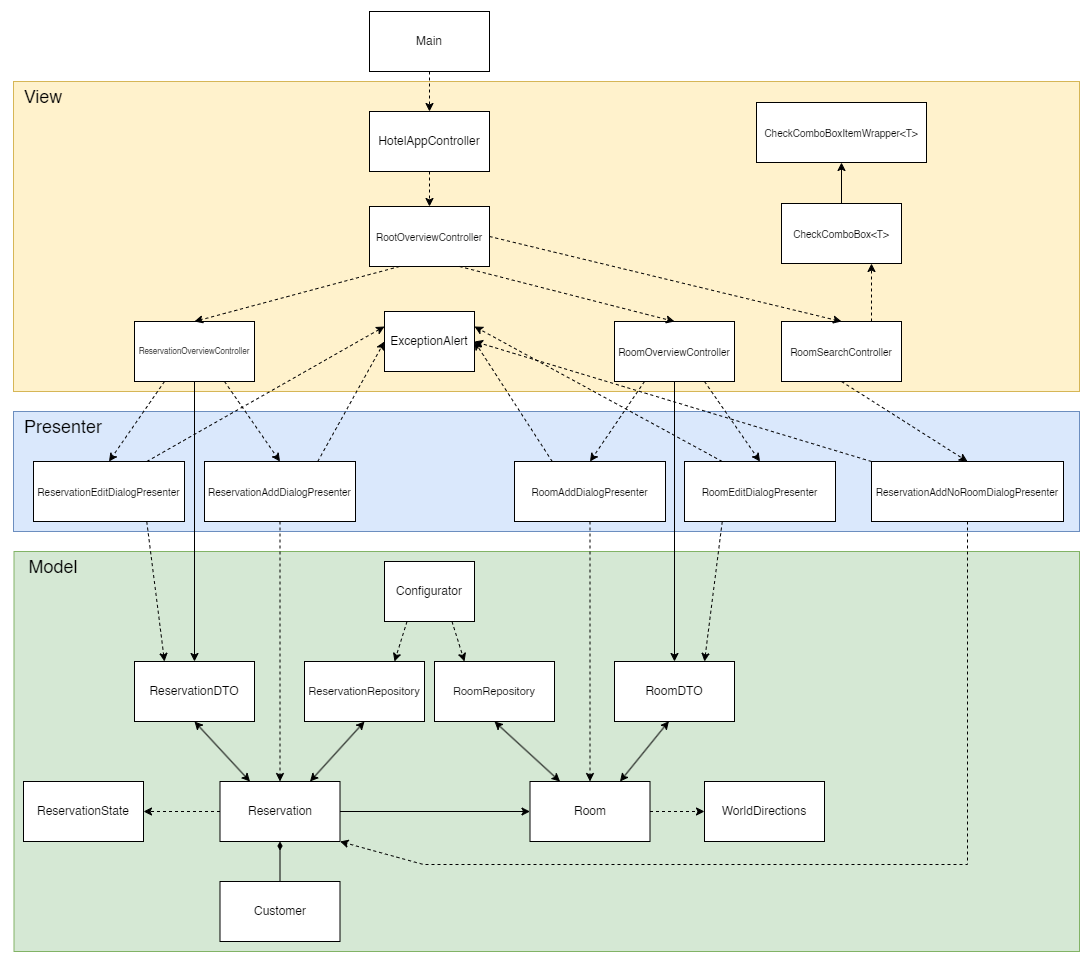 Main
View
HotelAppController
CheckComboBoxItemWrapper<T>
RootOverviewController
CheckComboBox<T>
ReservationOverviewController
ExceptionAlert
RoomOverviewController
RoomSearchController
Presenter
ReservationEditDialogPresenter
ReservationAddDialogPresenter
RoomAddDialogPresenter
RoomEditDialogPresenter
ReservationAddNoRoomDialogPresenter
Model
Configurator
ReservationDTO
ReservationRepository
RoomRepository
RoomDTO
ReservationState
Reservation
Room
WorldDirections
Customer